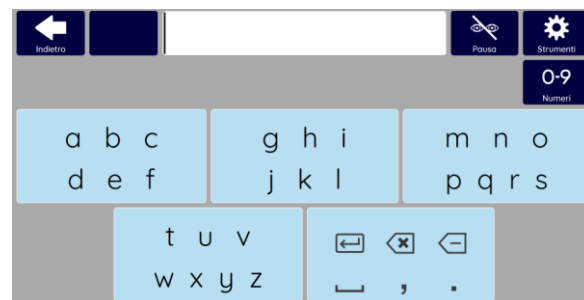 Indietro
Pausa
Strumenti
0-9
Numeri
a b c
d e f
g h i
j k l
m n o
p q r s
t u v
w x y z
, .